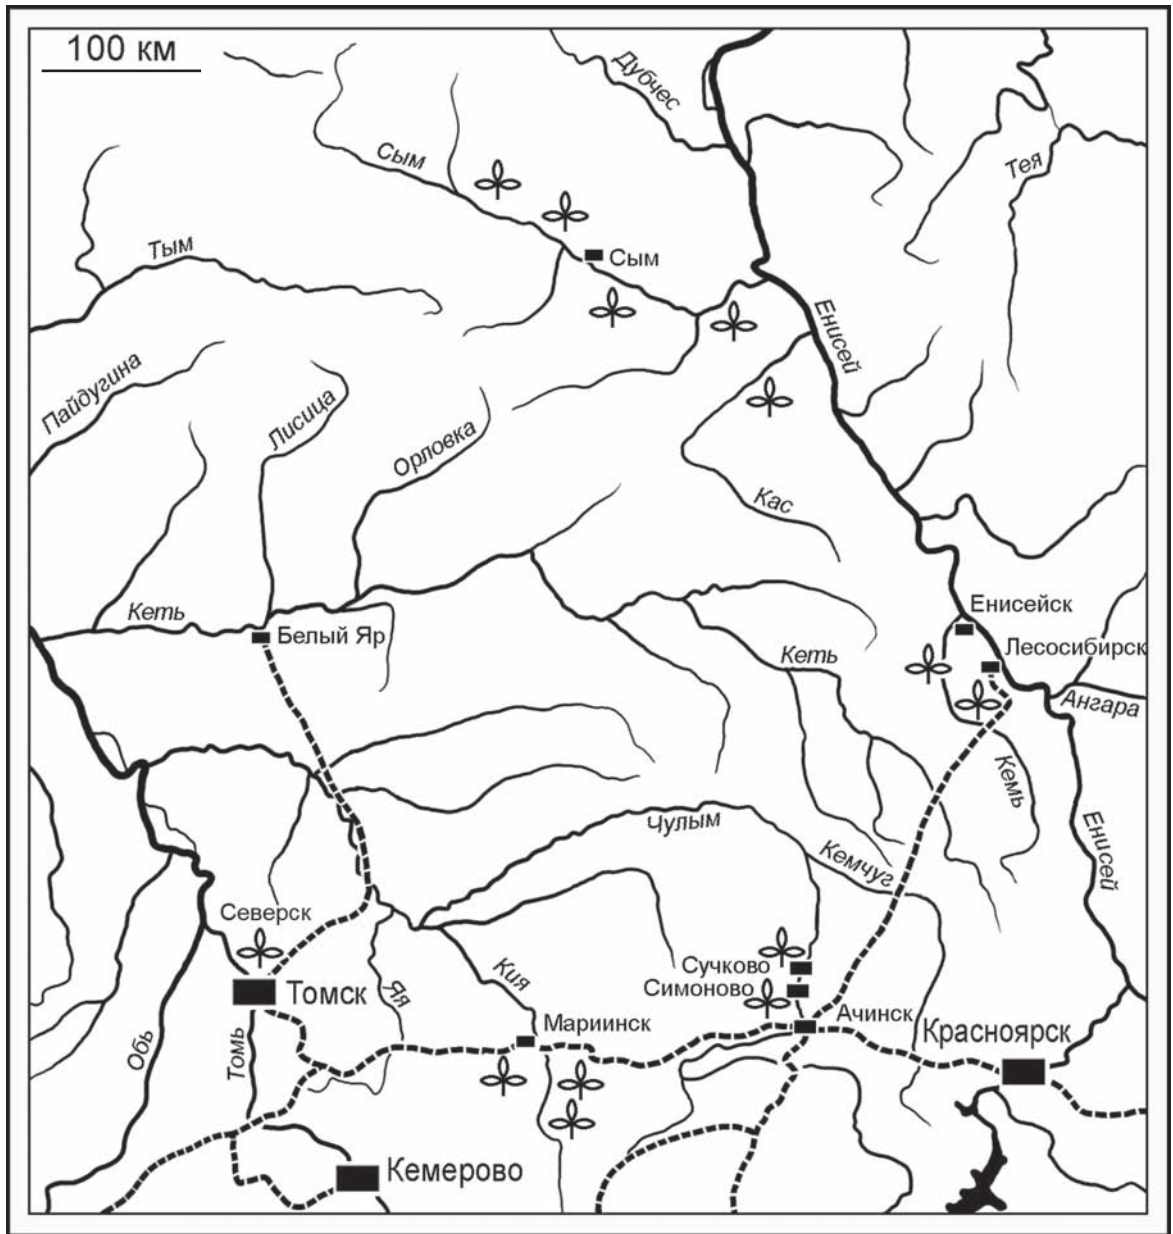 100 км
Дубчес
Сым
Тея
Тым
Сым
Енисей
Пайдугина
Лисица
Орловка
Кас
Кеть
Белый Яр
Енисейск
Лесосибирск
Кеть
Ангара
Кемь
Чулым
Кемчуг
Енисей
Северск
Томск
Яя
Кия
Сучково
Симоново
Ачинск
Мариинск
Красноярск
Обь
Томь
Кемерово